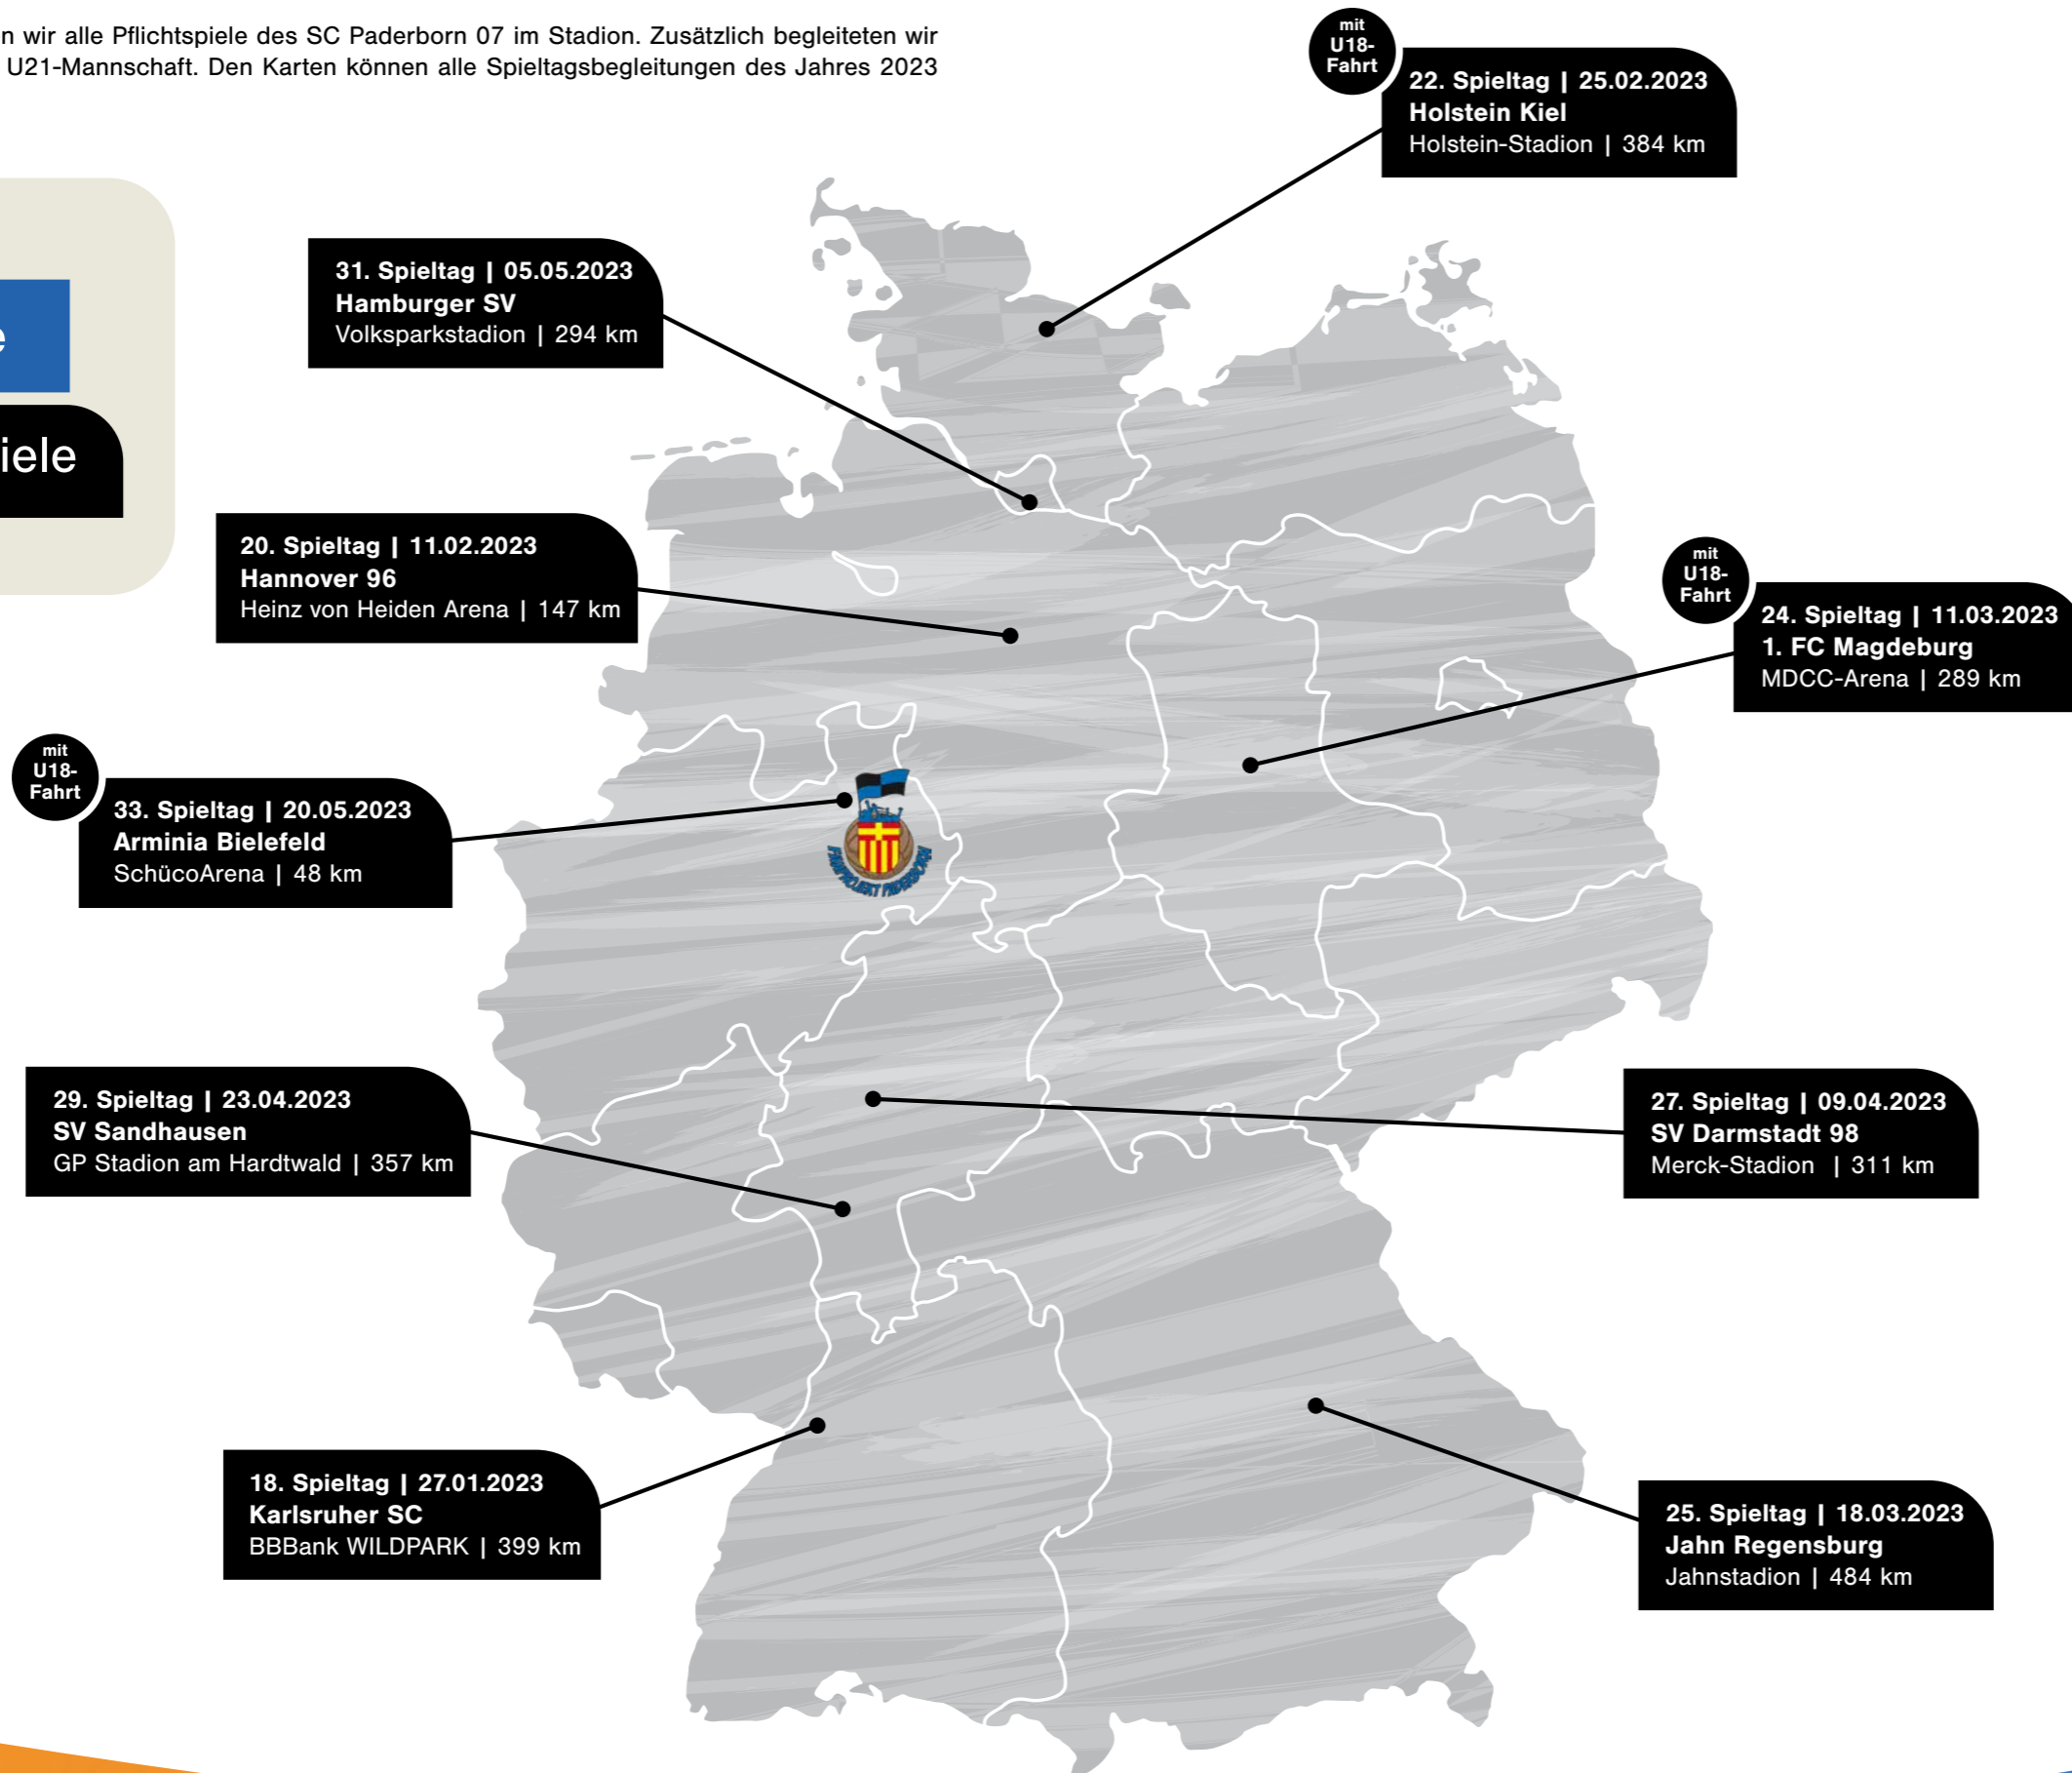 n wir alle Pflichtspiele des SC Paderborn 07 im Stadion. Zusätzlich begleiteten wir
U21-Mannschaft. Den Karten können alle Spieltagsbegleitungen des Jahres 2023
mit
U18-
Fahrt
22. Spieltag | 25.02.2023
Holstein Kiel
Holstein-Stadion | 384 km
31. Spieltag | 05.05.2023
Hamburger SV
Volksparkstadion | 294 km
e
iele
20. Spieltag | 11.02.2023
Hannover 96
Heinz von Heiden Arena | 147 km
mit
U18-
Fahrt
24. Spieltag | 11.03.2023
1. FC Magdeburg
MDCC-Arena | 289 km
mit
U18-
Fahrt
33. Spieltag | 20.05.2023
Arminia Bielefeld
SchücoArena | 48 km
FANPROJEKT PADERBORN
29. Spieltag | 23.04.2023
SV Sandhausen
GP Stadion am Hardtwald | 357 km
27. Spieltag | 09.04.2023
SV Darmstadt 98
Merck-Stadion | 311 km
18. Spieltag | 27.01.2023
Karlsruher SC
BBBank WILDPARK | 399 km
25. Spieltag | 18.03.2023
Jahn Regensburg
Jahnstadion | 484 km